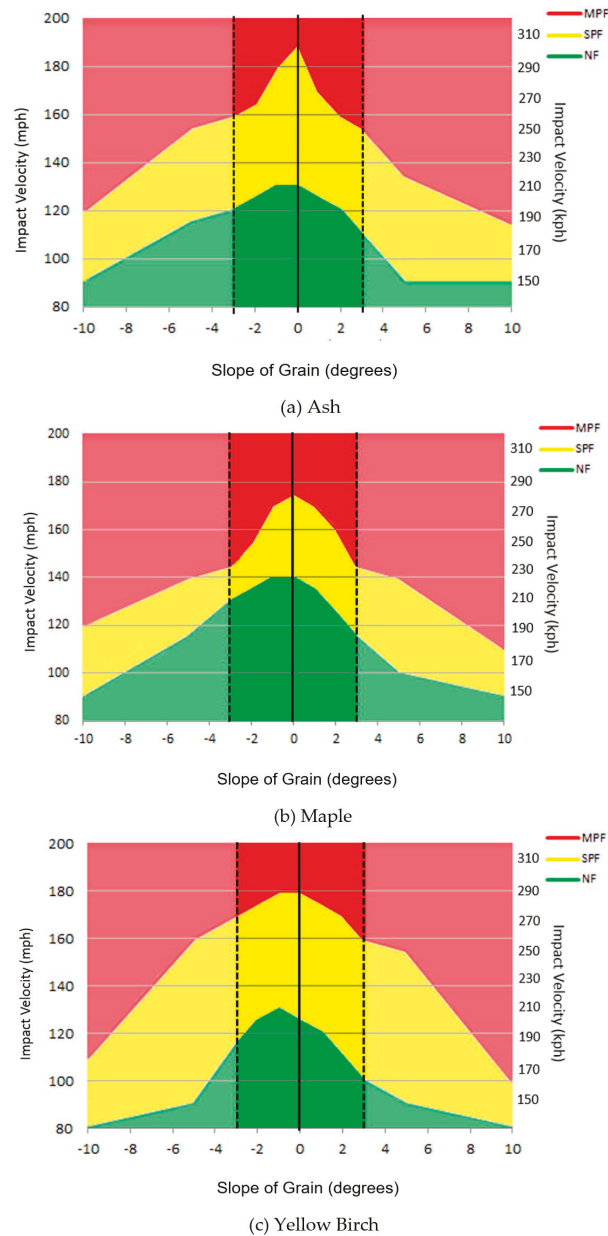 200
180
160
140
120
100
80
Impact Velocity (mph)
MPF
SPF
NF
310
290
270
250
230
210
190
170
150
Impact Velocity (kph)
-10 -8 -6 -4 -2 0 2 4 6 8 10
Slope of Grain (degrees)
(a) Ash
200
180
160
140
120
100
80
Impact Velocity (mph)
MPF
SPF
NF
310
290
270
250
230
210
190
170
150
Impact Velocity (kph)
-10 -8 -6 -4 -2 0 2 4 6 8 10
Slope of Grain (degrees)
(b) Maple
200
180
160
140
120
100
80
Impact Velocity (mph)
MPF
SPF
NF
310
290
270
250
230
210
190
170
150
Impact Velocity (kph)
-10 -8 -6 -4 -2 0 2 4 6 8 10
Slope of Grain (degrees)
(c) Yellow Birch